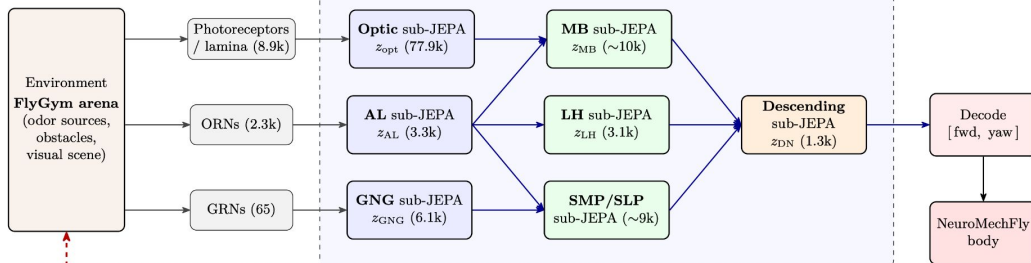 Environment
FlyGym arena
(odor sources,
obstacles,
visual scene)
Photoreceptors
/ lamina (8.9k)
ORNs (2.3k)
GRNs (65)
Optic sub-JEPA
z_opt (77.9k)
AL sub-JEPA
z_AL (3.3k)
GNG sub-JEPA
z_GNG (6.1k)
MB sub-JEPA
z_MB (~10k)
LH sub-JEPA
z_LH (3.1k)
SMP/SLP
sub-JEPA (~9k)
Descending
sub-JEPA
z_DN (1.3k)
Decode
[fwd, yaw]
NeuroMechFly
body